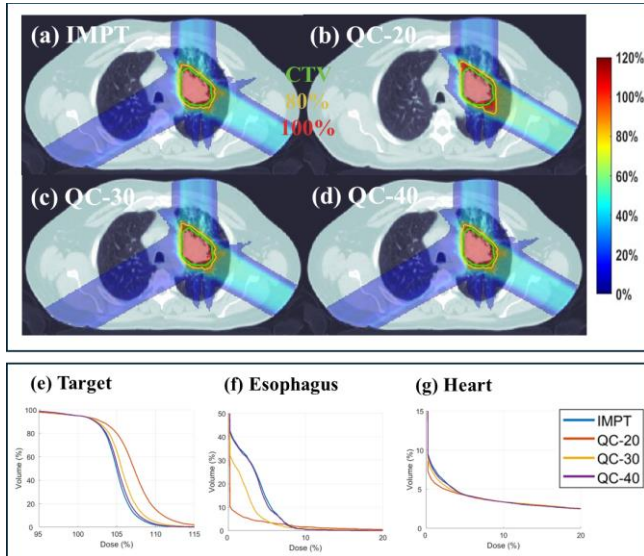 (a) IMPT
(b) QC-20
CTV
80%
100%
(c) QC-30
(d) QC-40
120%
100%
80%
60%
40%
20%
0%
(e) Target
(f) Esophagus
(g) Heart
Volume (%)
100
80
60
40
20
0
95
100
105
110
115
Dose (%)
Volume (%)
50
40
30
20
10
0
0
10
20
Dose (%)
Volume (%)
15
10
5
0
0
10
20
Dose (%)
IMPT
QC-20
QC-30
QC-40